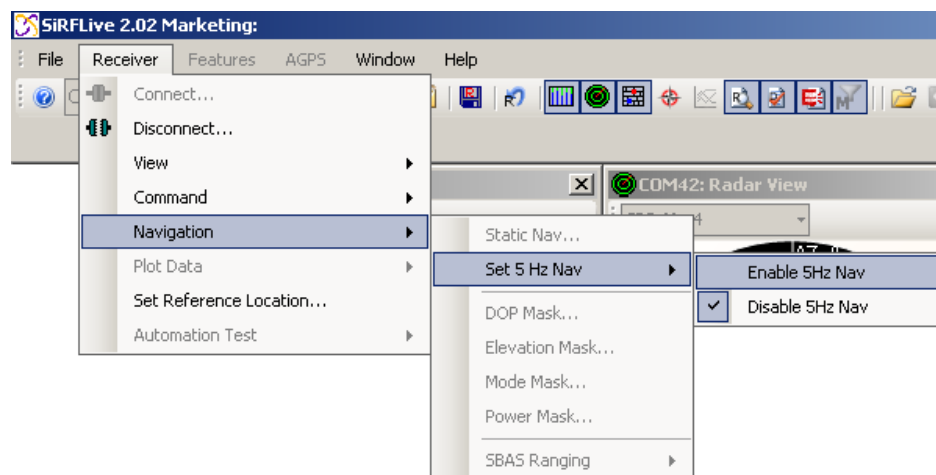 SiRFLive 2.02 Marketing:
File Receiver Features AGPS Window Help
Connect...
Disconnect...
View
Command
Navigation
Plot Data
Set Reference Location...
Automation Test
COM42: Radar View
Static Nav...
Set 5 Hz Nav
DOP Mask...
Elevation Mask...
Mode Mask...
Power Mask...
SBAS Ranging
Enable 5Hz Nav
Disable 5Hz Nav